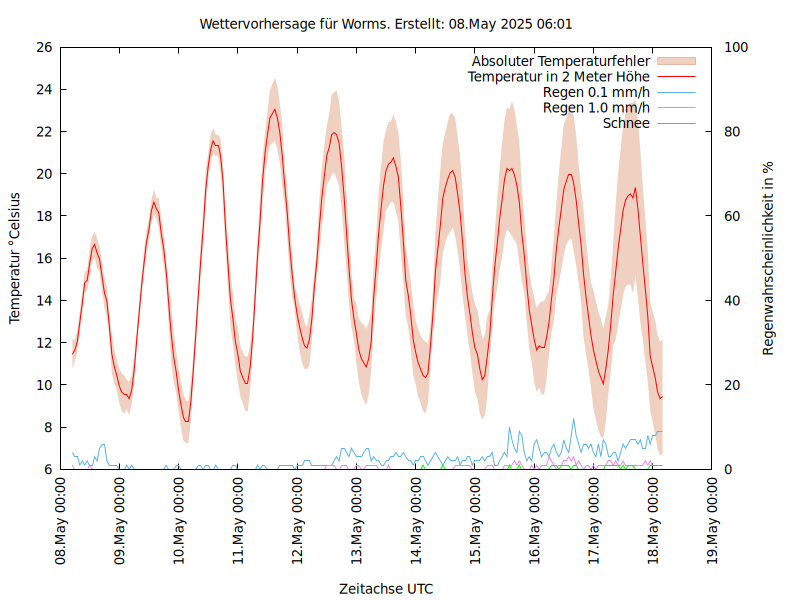 Wettervorhersage für Worms. Erstellt: 08.May 2025 06:01
26
24
22
20
18
16
14
12
10
8
6
100
80
60
40
20
0
Temperatur °Celsius
Regenwahrscheinlichkeit in %
Absoluter Temperaturfehler
Temperatur in 2 Meter Höhe
Regen 0.1 mm/h
Regen 1.0 mm/h
Schnee
08.May 00:00
09.May 00:00
10.May 00:00
11.May 00:00
12.May 00:00
13.May 00:00
14.May 00:00
15.May 00:00
16.May 00:00
17.May 00:00
18.May 00:00
19.May 00:00
Zeitachse UTC